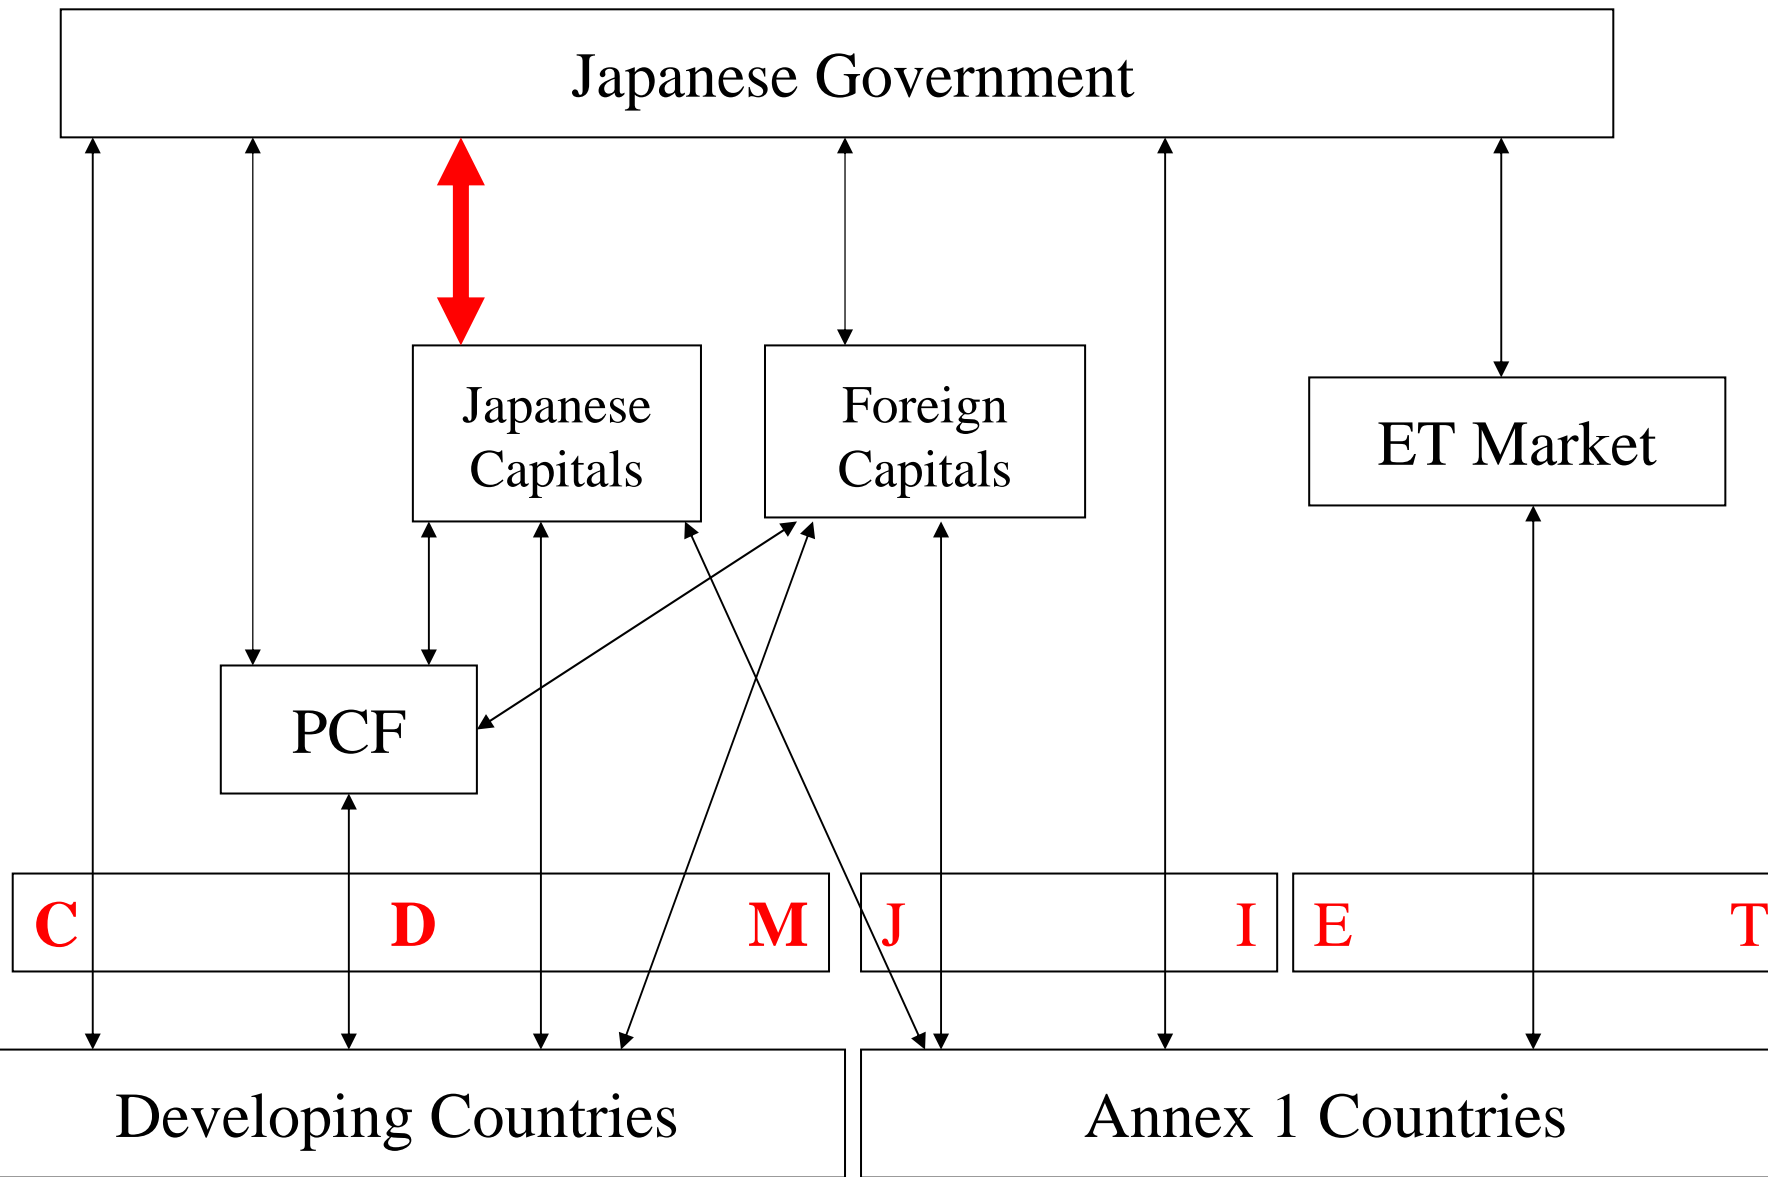 Japanese Government
Japanese
Capitals
Foreign
Capitals
ET Market
PCF
C D M
J I
E T
Developing Countries
Annex 1 Countries